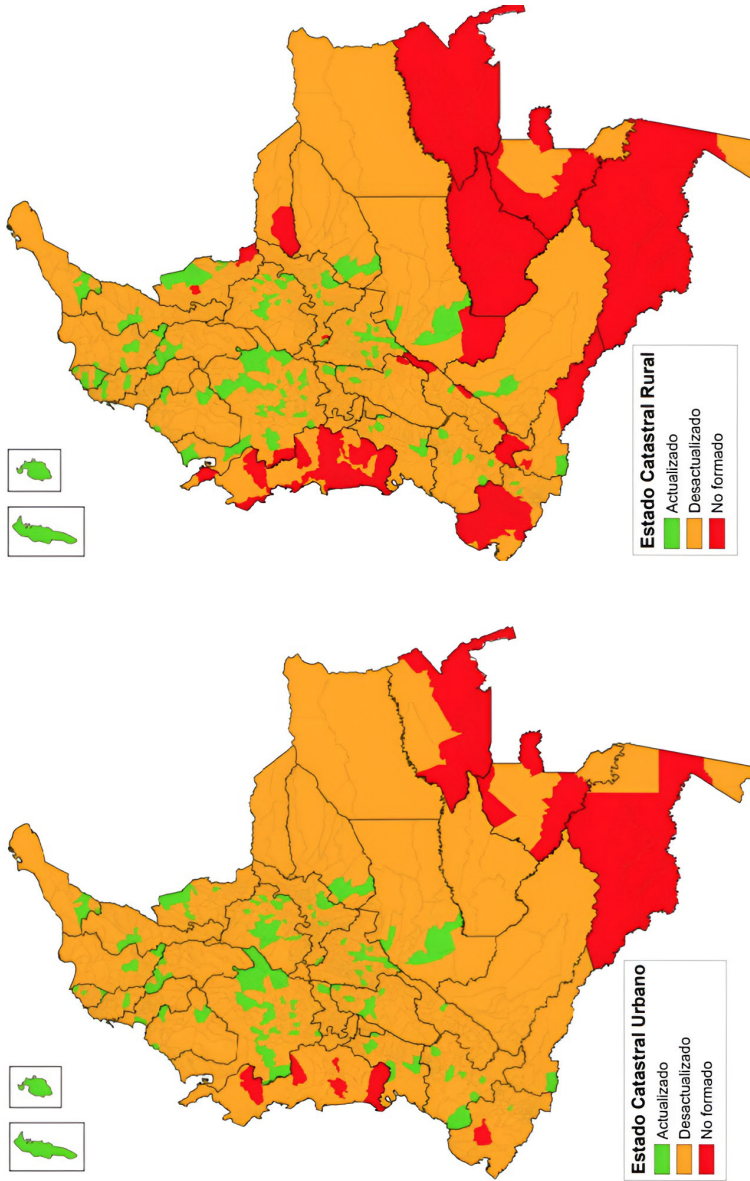 Estado Catastral Rural
Actualizado
Desactualizado
No formado
Estado Catastral Urbano
Actualizado
Desactualizado
No formado